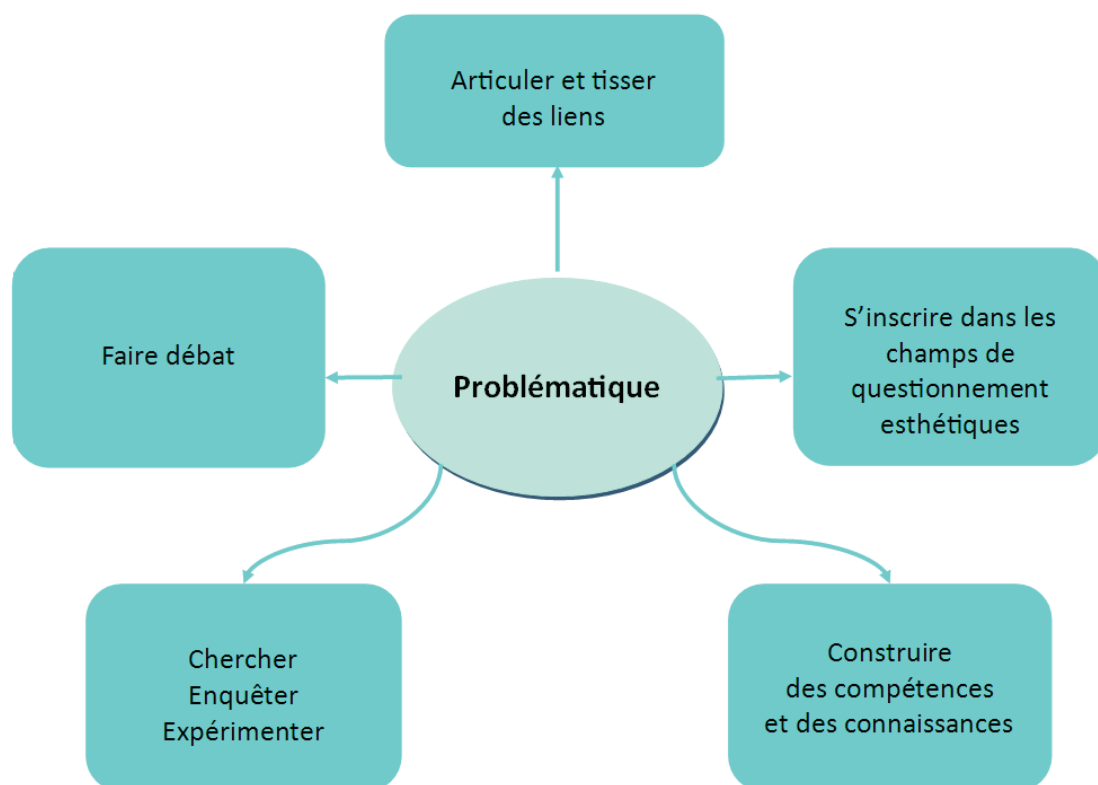 Articuler et tisser
des liens
Faire débat
Problématique
S’inscrire dans les
champs de
questionnement
esthétiques
Chercher
Enquêter
Expérimenter
Construire
des compétences
et des connaissances